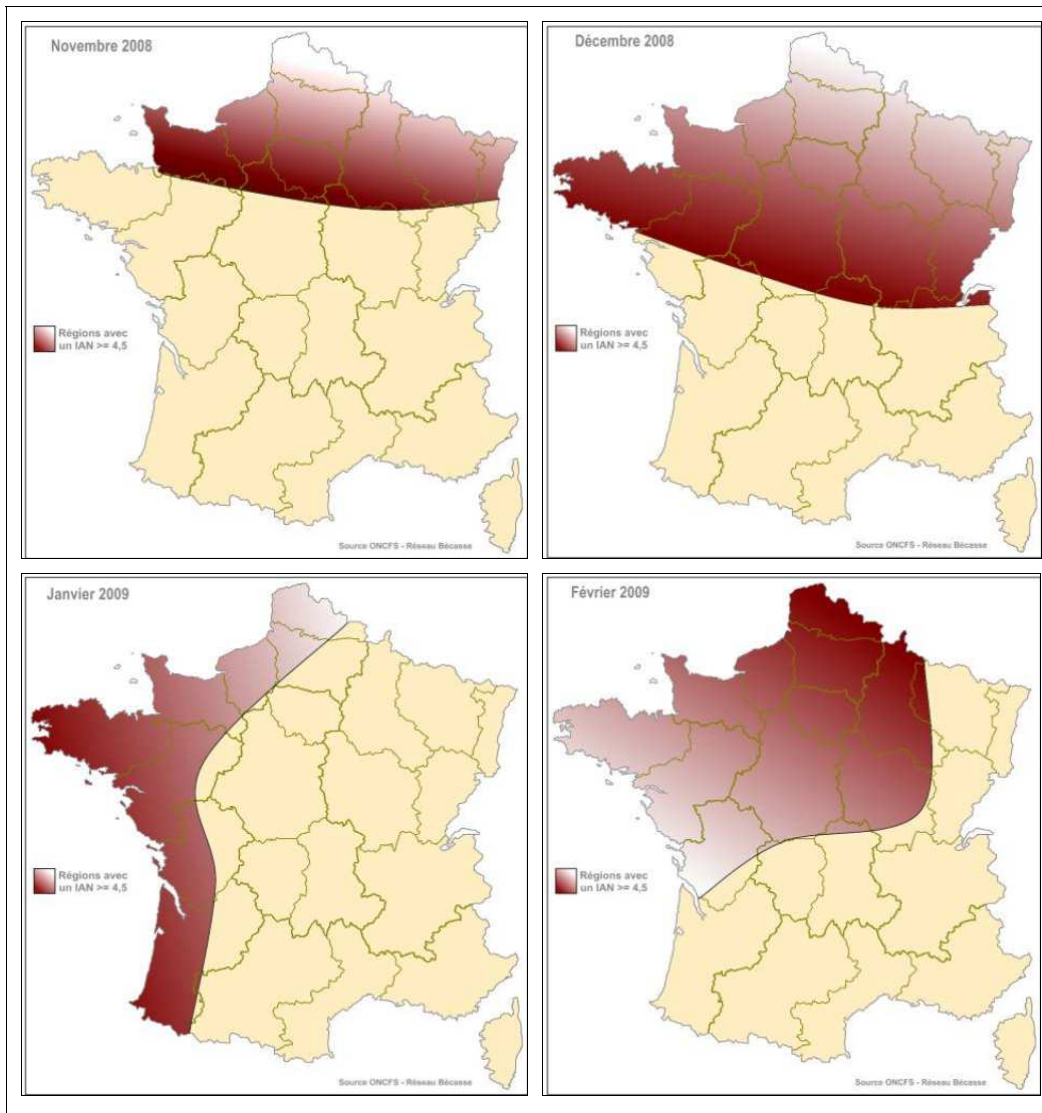 Novembre 2008
Régions avec
un IAN >= 4,5
Source ONCFS - Réseau Bécasse
Décembre 2008
Régions avec
un IAN >= 4,5
Source ONCFS - Réseau Bécasse
Janvier 2009
Régions avec
un IAN >= 4,5
Source ONCFS - Réseau Bécasse
Février 2009
Régions avec
un IAN >= 4,5
Source ONCFS - Réseau Bécasse